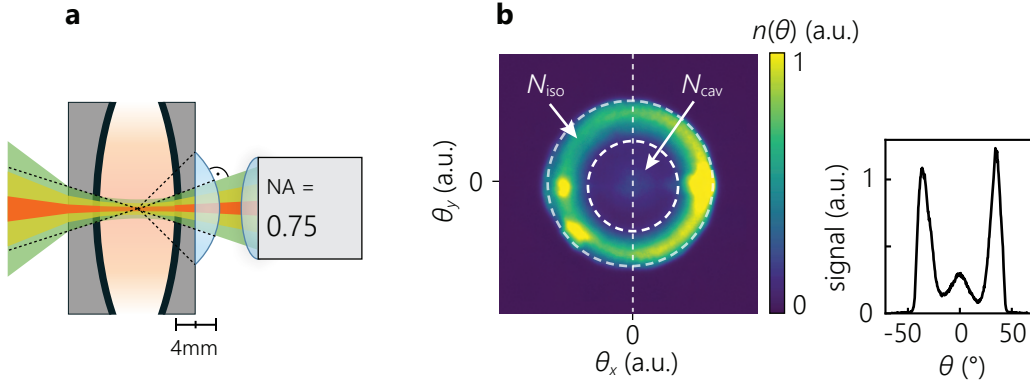 a
NA =
0.75
4mm
b
n(θ) (a.u.)
N_iso
N_cav
1
0
θ_y (a.u.)
0
0
θ_x (a.u.)
signal (a.u.)
1
0
-50
0
50
θ (°)